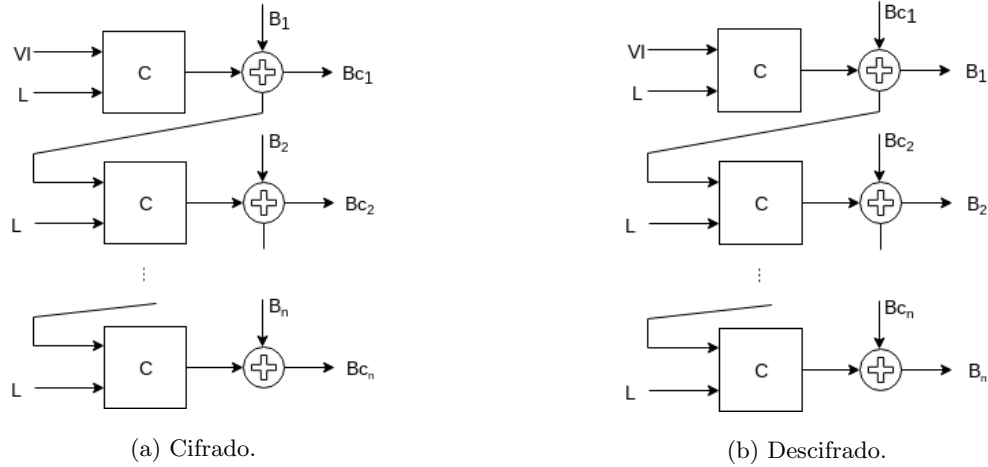 B₁
VI
C
L
Bc₁
B₂
C
L
Bc₂
⋮
Bₙ
C
L
Bcₙ
(a) Cifrado.
Bc₁
VI
C
L
B₁
Bc₂
C
L
B₂
⋮
Bcₙ
C
L
Bₙ
(b) Descifrado.